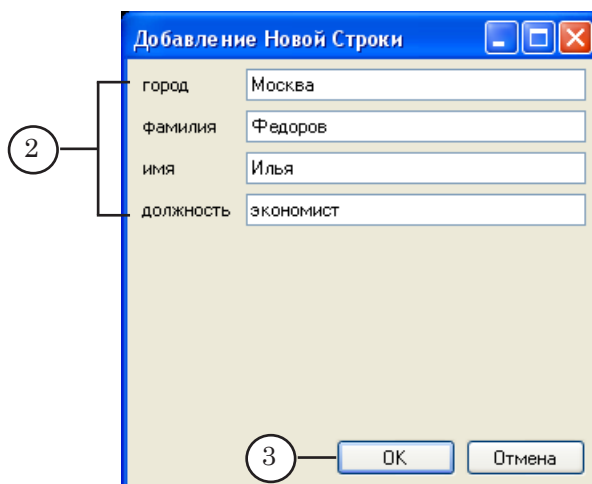 Добавление Новой Строки
город Москва
2
фамилия Федоров
имя Илья
должность экономист
3 OK Отмена